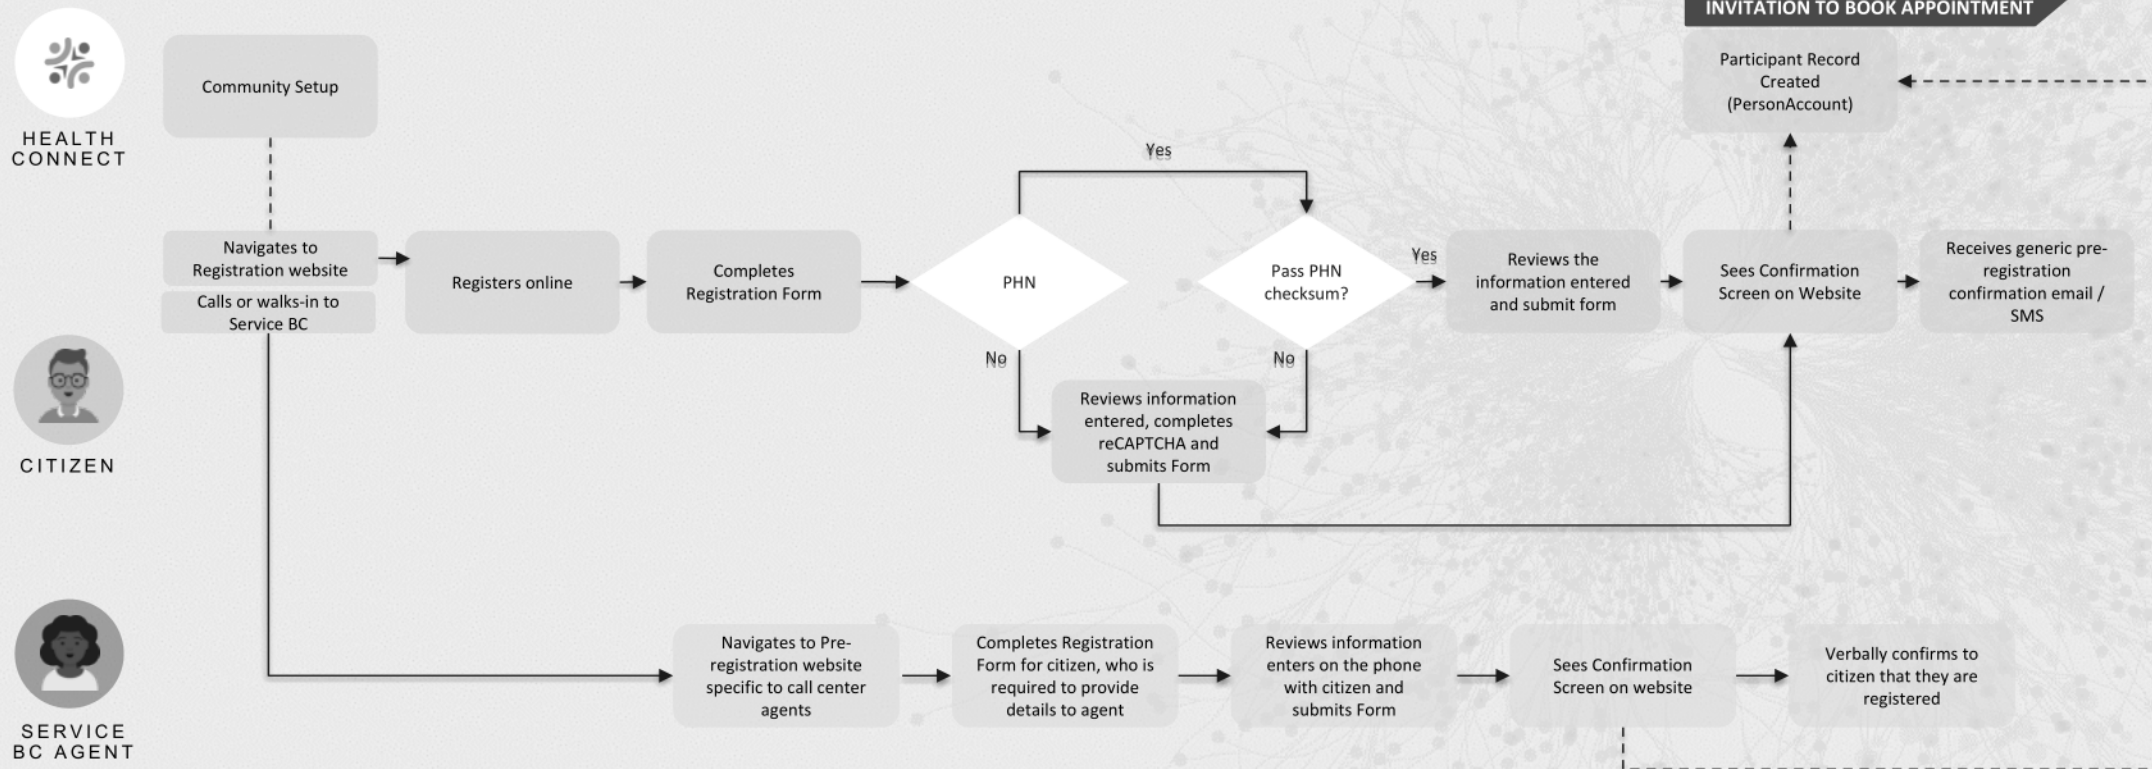 INVITATION TO BOOK APPOINTMENT
HEALTH
CONNECT
Community Setup
Participant Record
Created
(PersonAccount)
Yes
Navigates to
Registration website
Calls or walks-in to
Service BC
Registers online
Completes
Registration Form
PHN
Pass PHN
checksum?
Yes
Reviews the
information entered
and submit form
Sees Confirmation
Screen on Website
Receives generic pre-
registration
confirmation email /
SMS
No
No
Reviews information
entered, completes
reCAPTCHA and
submits Form
CITIZEN
SERVICE
BC AGENT
Navigates to Pre-
registration website
specific to call center
agents
Completes Registration
Form for citizen, who is
required to provide
details to agent
Reviews information
enters on the phone
with citizen and
submits Form
Sees Confirmation
Screen on website
Verbally confirms to
citizen that they are
registered